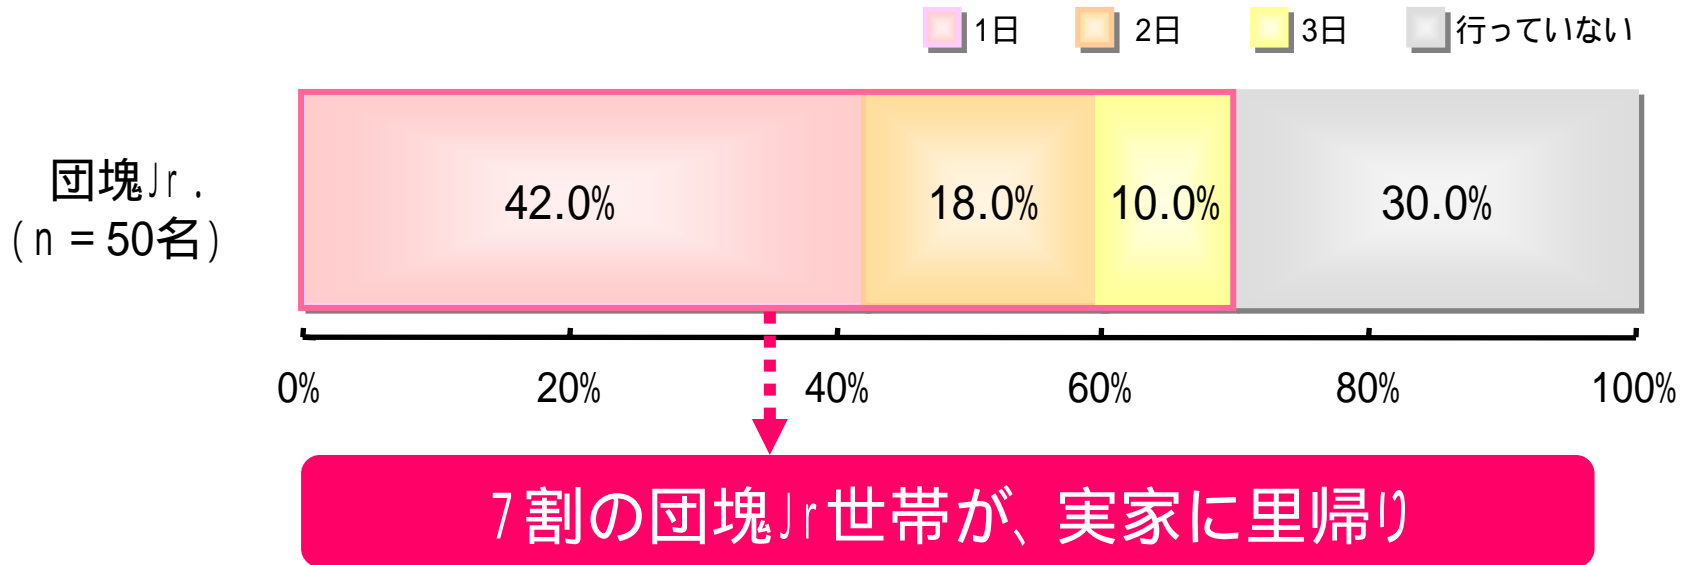 1日 2日 3日 行っていない
団塊Jr.
(n=50名)
42.0% 18.0% 10.0% 30.0%
0% 20% 40% 60% 80% 100%
7割の団塊Jr世帯が、実家に里帰り